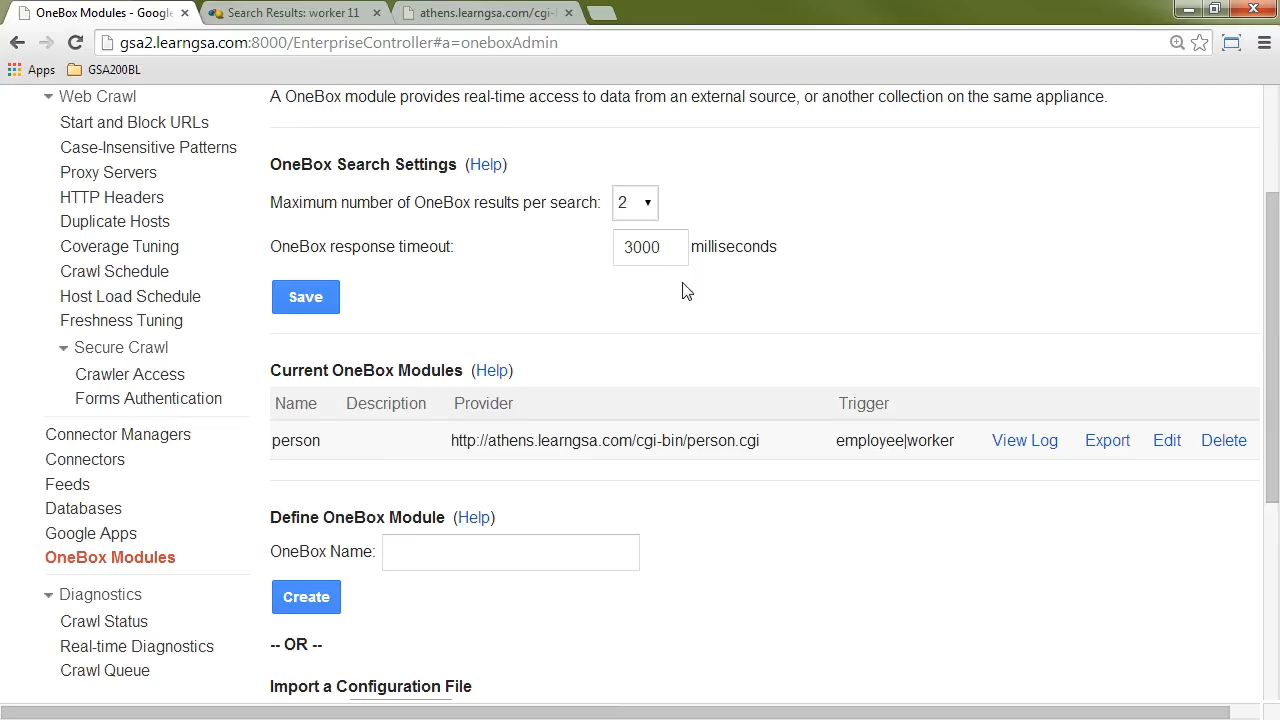 OneBox Modules - Google
Search Results: worker 11
athens.learngsa.com/cgi-
gsa2.learngsa.com:8000/EnterpriseController#a=oneboxAdmin
Apps GSA200BL
Web Crawl
Start and Block URLs
Case-Insensitive Patterns
Proxy Servers
HTTP Headers
Duplicate Hosts
Coverage Tuning
Crawl Schedule
Host Load Schedule
Freshness Tuning
Secure Crawl
Crawler Access
Forms Authentication
Connector Managers
Connectors
Feeds
Databases
Google Apps
OneBox Modules
Diagnostics
Crawl Status
Real-time Diagnostics
Crawl Queue
A OneBox module provides real-time access to data from an external source, or another collection on the same appliance.
OneBox Search Settings (Help)
Maximum number of OneBox results per search: 2
OneBox response timeout: 3000 milliseconds
Save
Current OneBox Modules (Help)
Name Description Provider Trigger
person http://athens.learngsa.com/cgi-bin/person.cgi employee|worker View Log Export Edit Delete
Define OneBox Module (Help)
OneBox Name:
Create
-- OR --
Import a Configuration File